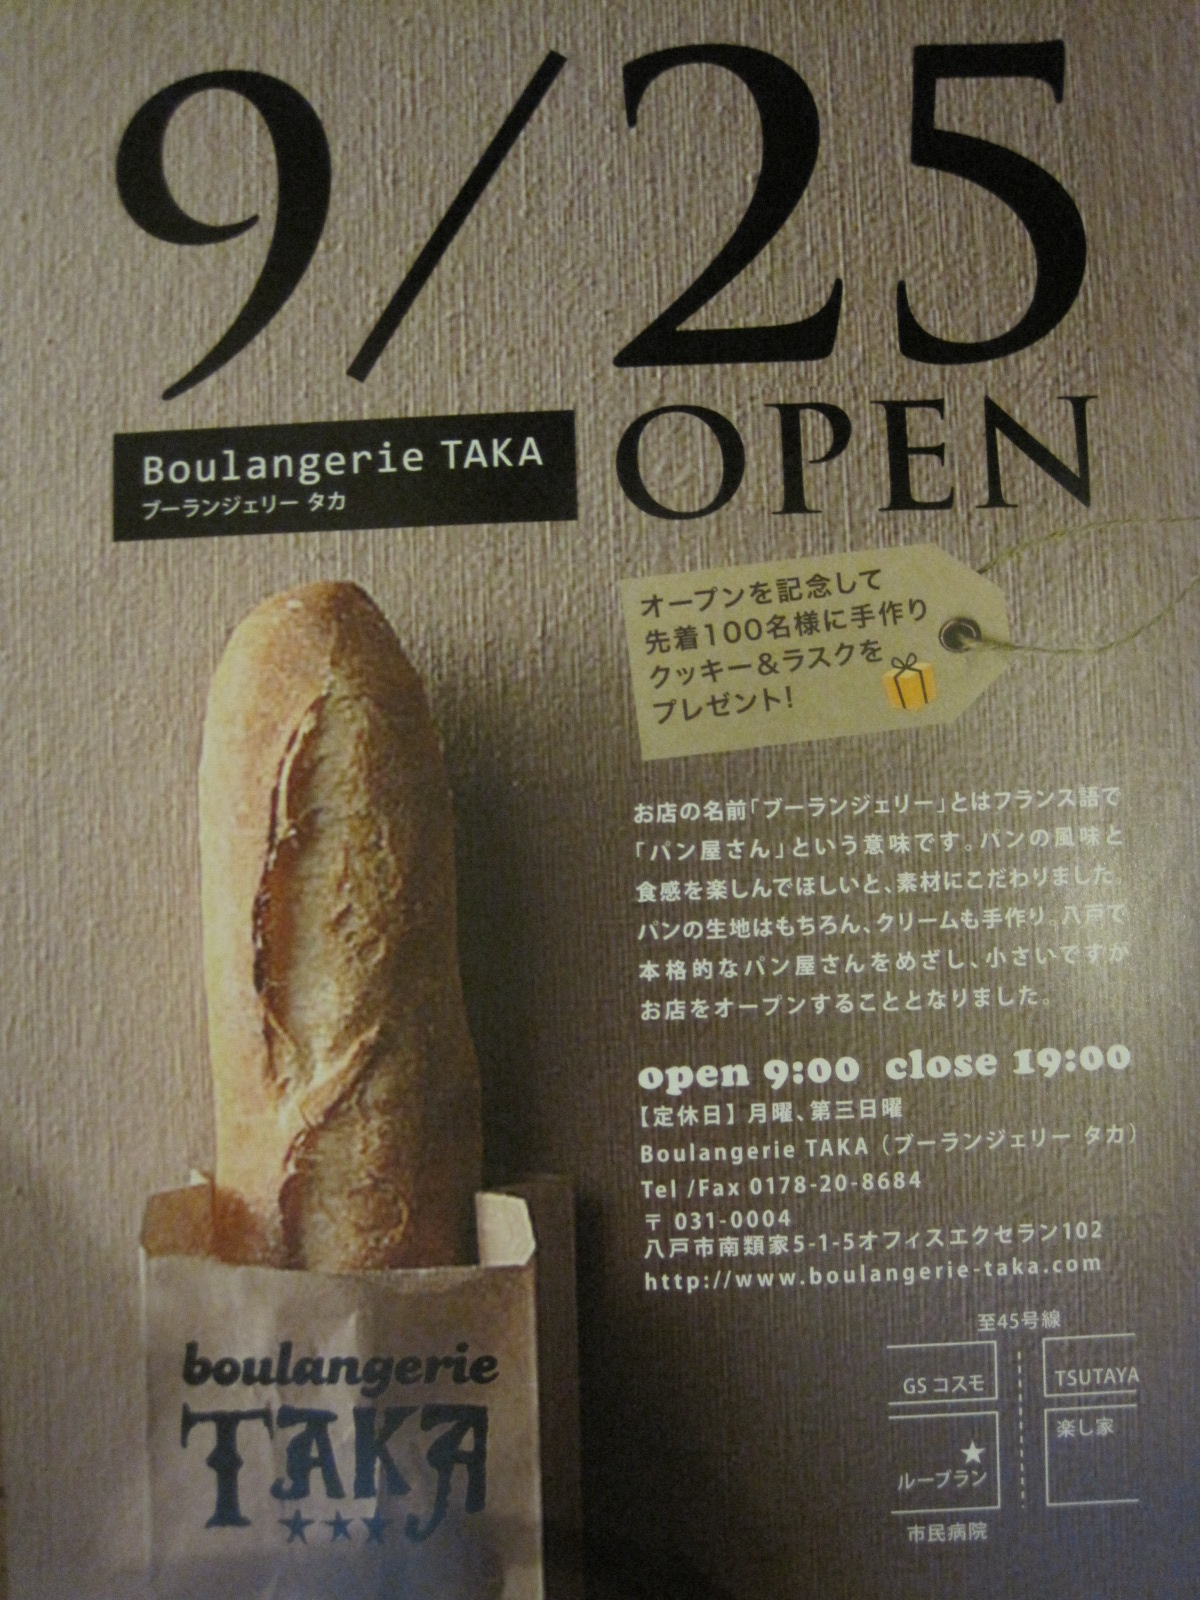 9/25
OPEN
Boulangerie TAKA
ブーランジェリー タカ
オープンを記念して
先着100名様に手作り
クッキー&ラスクを
プレゼント!
お店の名前「ブーランジェリー」とはフランス語で
「パン屋さん」という意味です。パンの風味と
食感を楽しんでほしいと、素材にこだわりました。
パンの生地はもちろん、クリームも手作り。八戸で
本格的なパン屋さんをめざし、小さいですが
お店をオープンすることとなりました。
open 9:00 close 19:00
【定休日】月曜、第三日曜
Boulangerie TAKA（ブーランジェリー タカ）
Tel /Fax 0178-20-8684
〒 031-0004
八戸市南類家5-1-5オフィスエクセラン102
http://www.boulangerie-taka.com
至45号線
GS コスモ
TSUTAYA
楽し家
★
ループラン
市民病院
boulangerie
TAKA
★★★